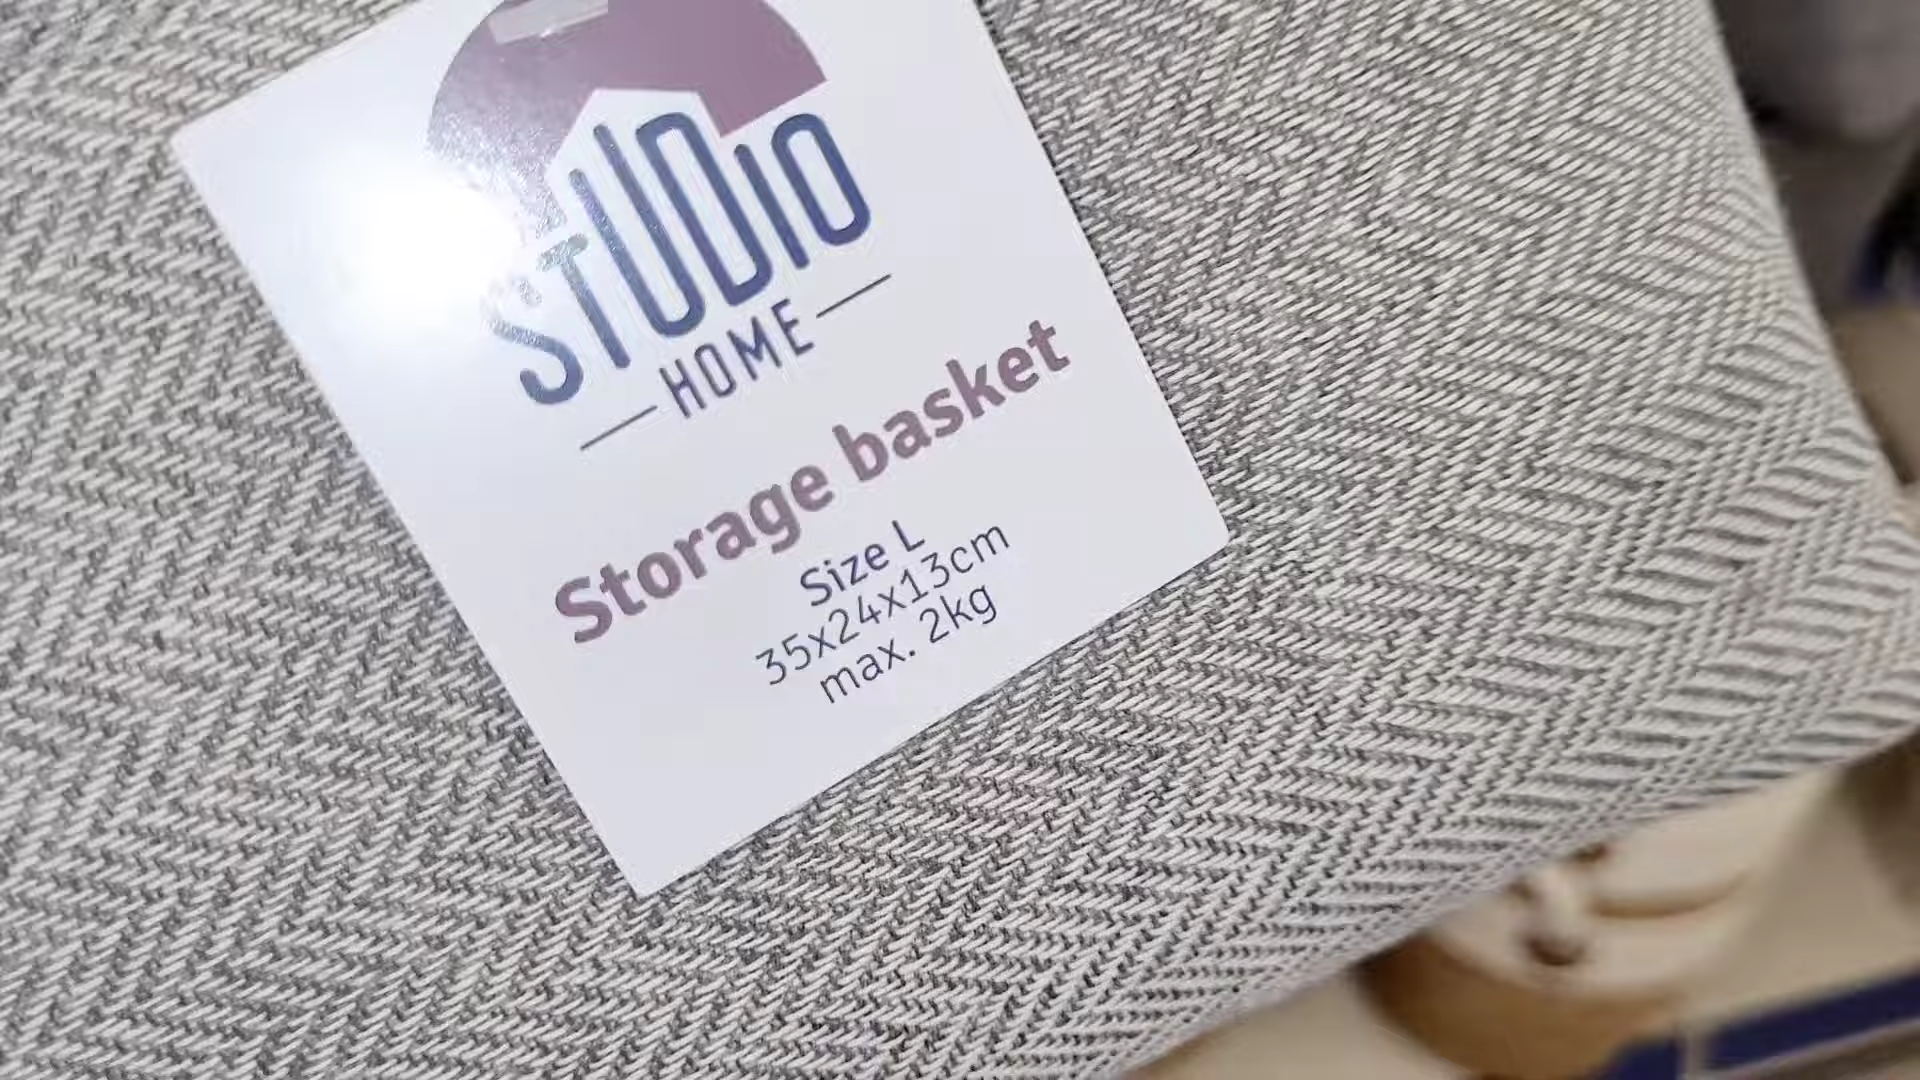 STUDIO
HOME
Storage basket
Size L
35x24x13cm
max. 2kg